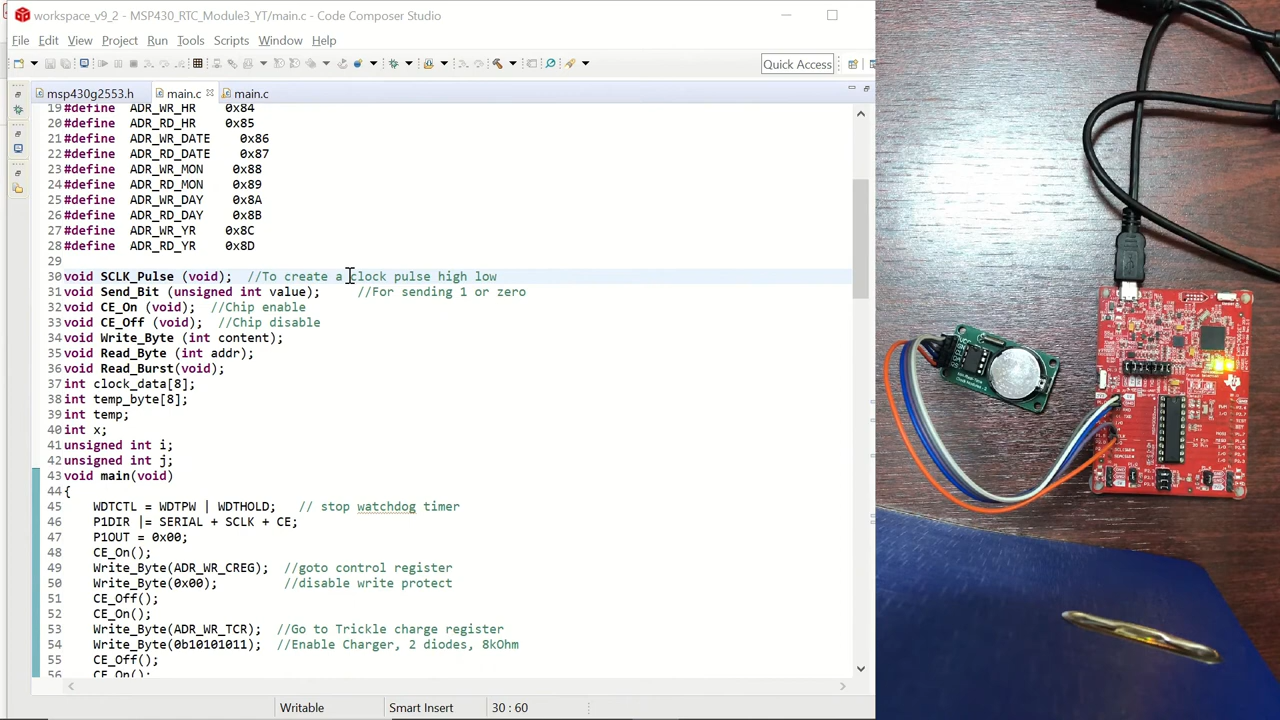 workspace_v9_2 - MSP430_RTC_Module3_YT/main.c - Code Composer Studio
File Edit View Project Run Tools Scripts Window Help
Quick Access
msp430g2553.h main.c main.c
19 #define ADR_WR_HR 0x84
20 #define ADR_RD_HR 0x85
21 #define ADR_WR_DATE 0x86
22 #define ADR_RD_DATE 0x87
23 #define ADR_WR_MON 0x88
24 #define ADR_RD_MON 0x89
25 #define ADR_WR_DAY 0x8A
26 #define ADR_RD_DAY 0x8B
27 #define ADR_WR_YR 0x8C
28 #define ADR_RD_YR 0x8D
29
30 void SCLK_Pulse (void); //To create a clock pulse high low
31 void Send_Bit (unsigned int value); //For sending 1 or zero
32 void CE_On (void); //Chip enable
33 void CE_Off (void); //Chip disable
34 void Write_Byte (int content);
35 void Read_Byte (int addr);
36 void Read_Burst(void);
37 int clock_data[8];
38 int temp_byte[8];
39 int temp;
40 int x;
41 unsigned int i;
42 unsigned int j;
43 void main(void)
44 {
45 WDTCTL = WDTPW | WDTHOLD; // stop watchdog timer
46 P1DIR |= SERIAL + SCLK + CE;
47 P1OUT = 0x00;
48 CE_On();
49 Write_Byte(ADR_WR_CREG); //goto control register
50 Write_Byte(0x00); //disable write protect
51 CE_Off();
52 CE_On();
53 Write_Byte(ADR_WR_TCR); //Go to Trickle charge register
54 Write_Byte(0b10101011); //Enable Charger, 2 diodes, 8kOhm
55 CE_Off();
Writable Smart Insert 30 : 60